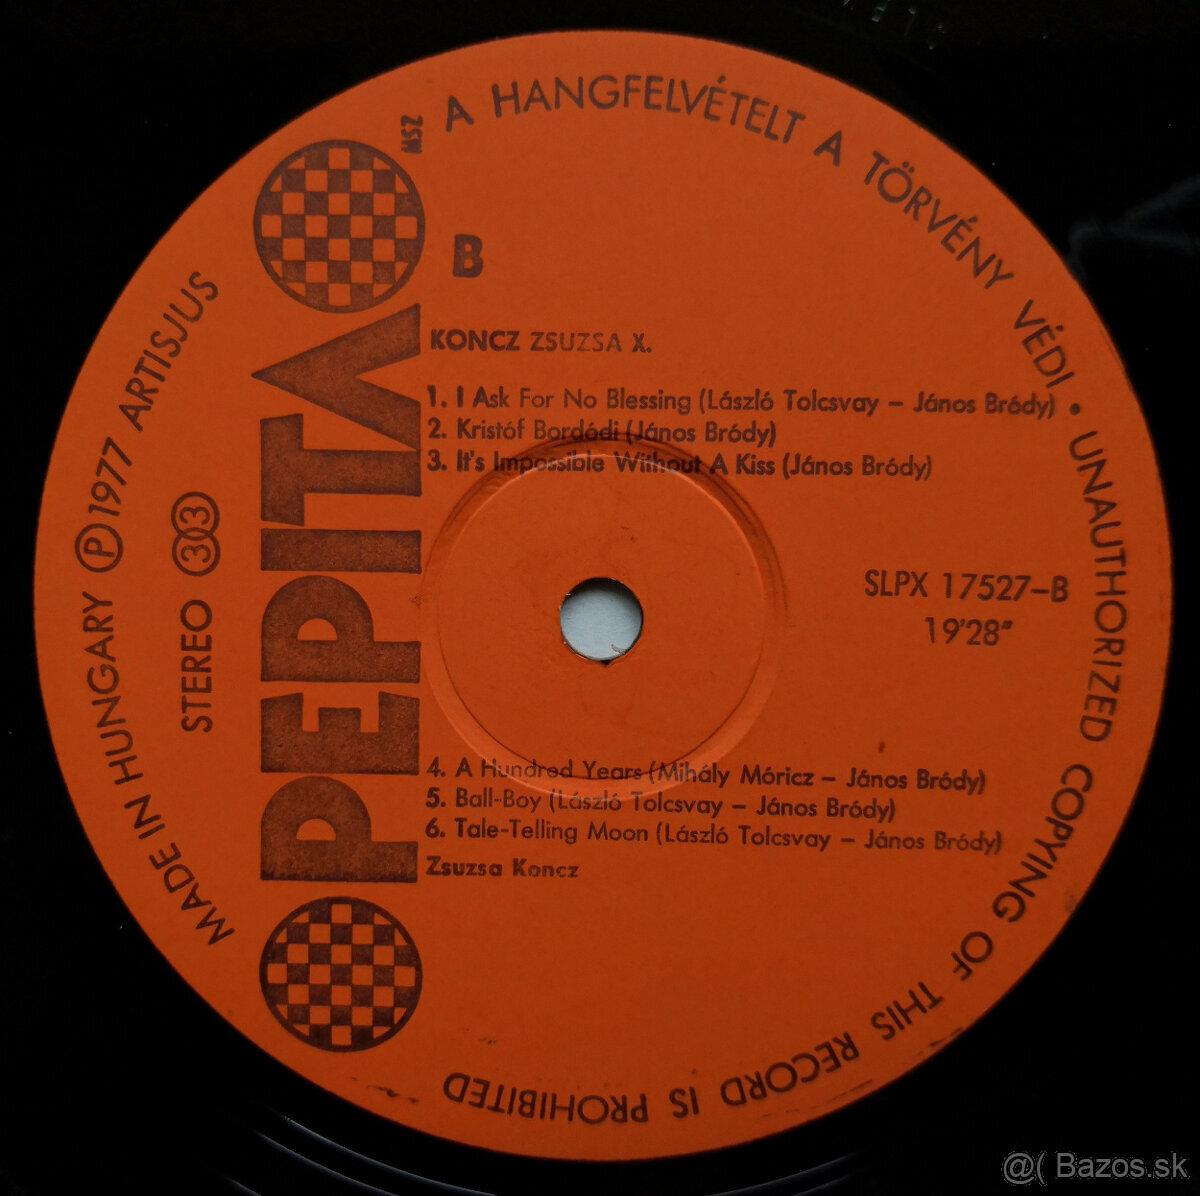 A HANGFELVÉTELT A TÖRVÉNY VÉDI • UNAUTHORIZED COPYING OF THIS RECORD IS PROHIBITED
MADE IN HUNGARY Ⓟ 1977 ARTISJUS
STEREO 33
PEPITA
NSZ
B
KONCZ ZSUZSA X.
1. I Ask For No Blessing (László Tolcsvay – János Bródy)
2. Kristóf Bordódi (János Bródy)
3. It's Impossible Without A Kiss (János Bródy)
SLPX 17527-B
19'28"
4. A Hundred Years (Mihály Móricz – János Bródy)
5. Ball-Boy (László Tolcsvay – János Bródy)
6. Tale-Telling Moon (László Tolcsvay – János Bródy)
Zsuzsa Koncz
@( Bazos.sk